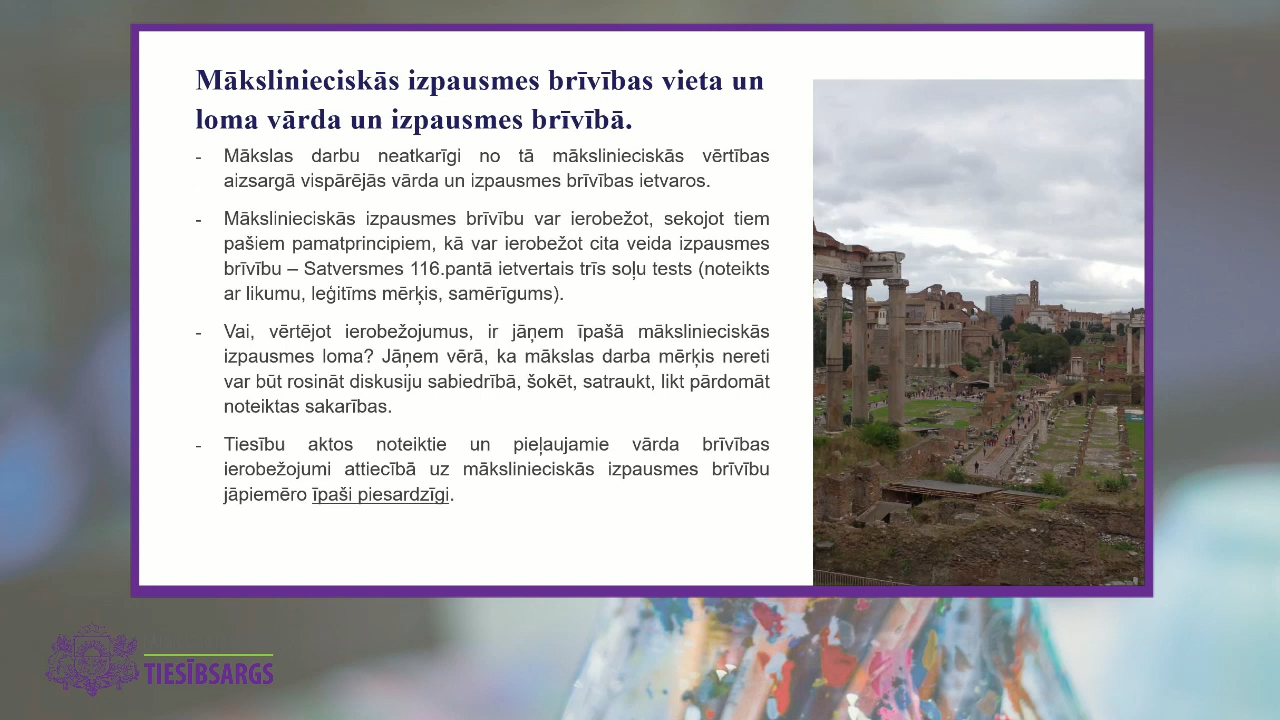 Mākslinieciskās izpausmes brīvības vieta un
loma vārda un izpausmes brīvībā.
- Mākslas darbu neatkarīgi no tā mākslinieciskās vērtības
aizsargā vispārējās vārda un izpausmes brīvības ietvaros.
- Mākslinieciskās izpausmes brīvību var ierobežot, sekojot tiem
pašiem pamatprincipiem, kā var ierobežot cita veida izpausmes
brīvību – Satversmes 116.pantā ietvertais trīs soļu tests (noteikts
ar likumu, leģitīms mērķis, samērīgums).
- Vai, vērtējot ierobežojumus, ir jāņem īpašā mākslinieciskās
izpausmes loma? Jāņem vērā, ka mākslas darba mērķis nereti
var būt rosināt diskusiju sabiedrībā, šokēt, satraukt, likt pārdomāt
noteiktas sakarības.
- Tiesību aktos noteiktie un pieļaujamie vārda brīvības
ierobežojumi attiecībā uz mākslinieciskās izpausmes brīvību
jāpiemēro īpaši piesardzīgi.
TIESĪBSARGS